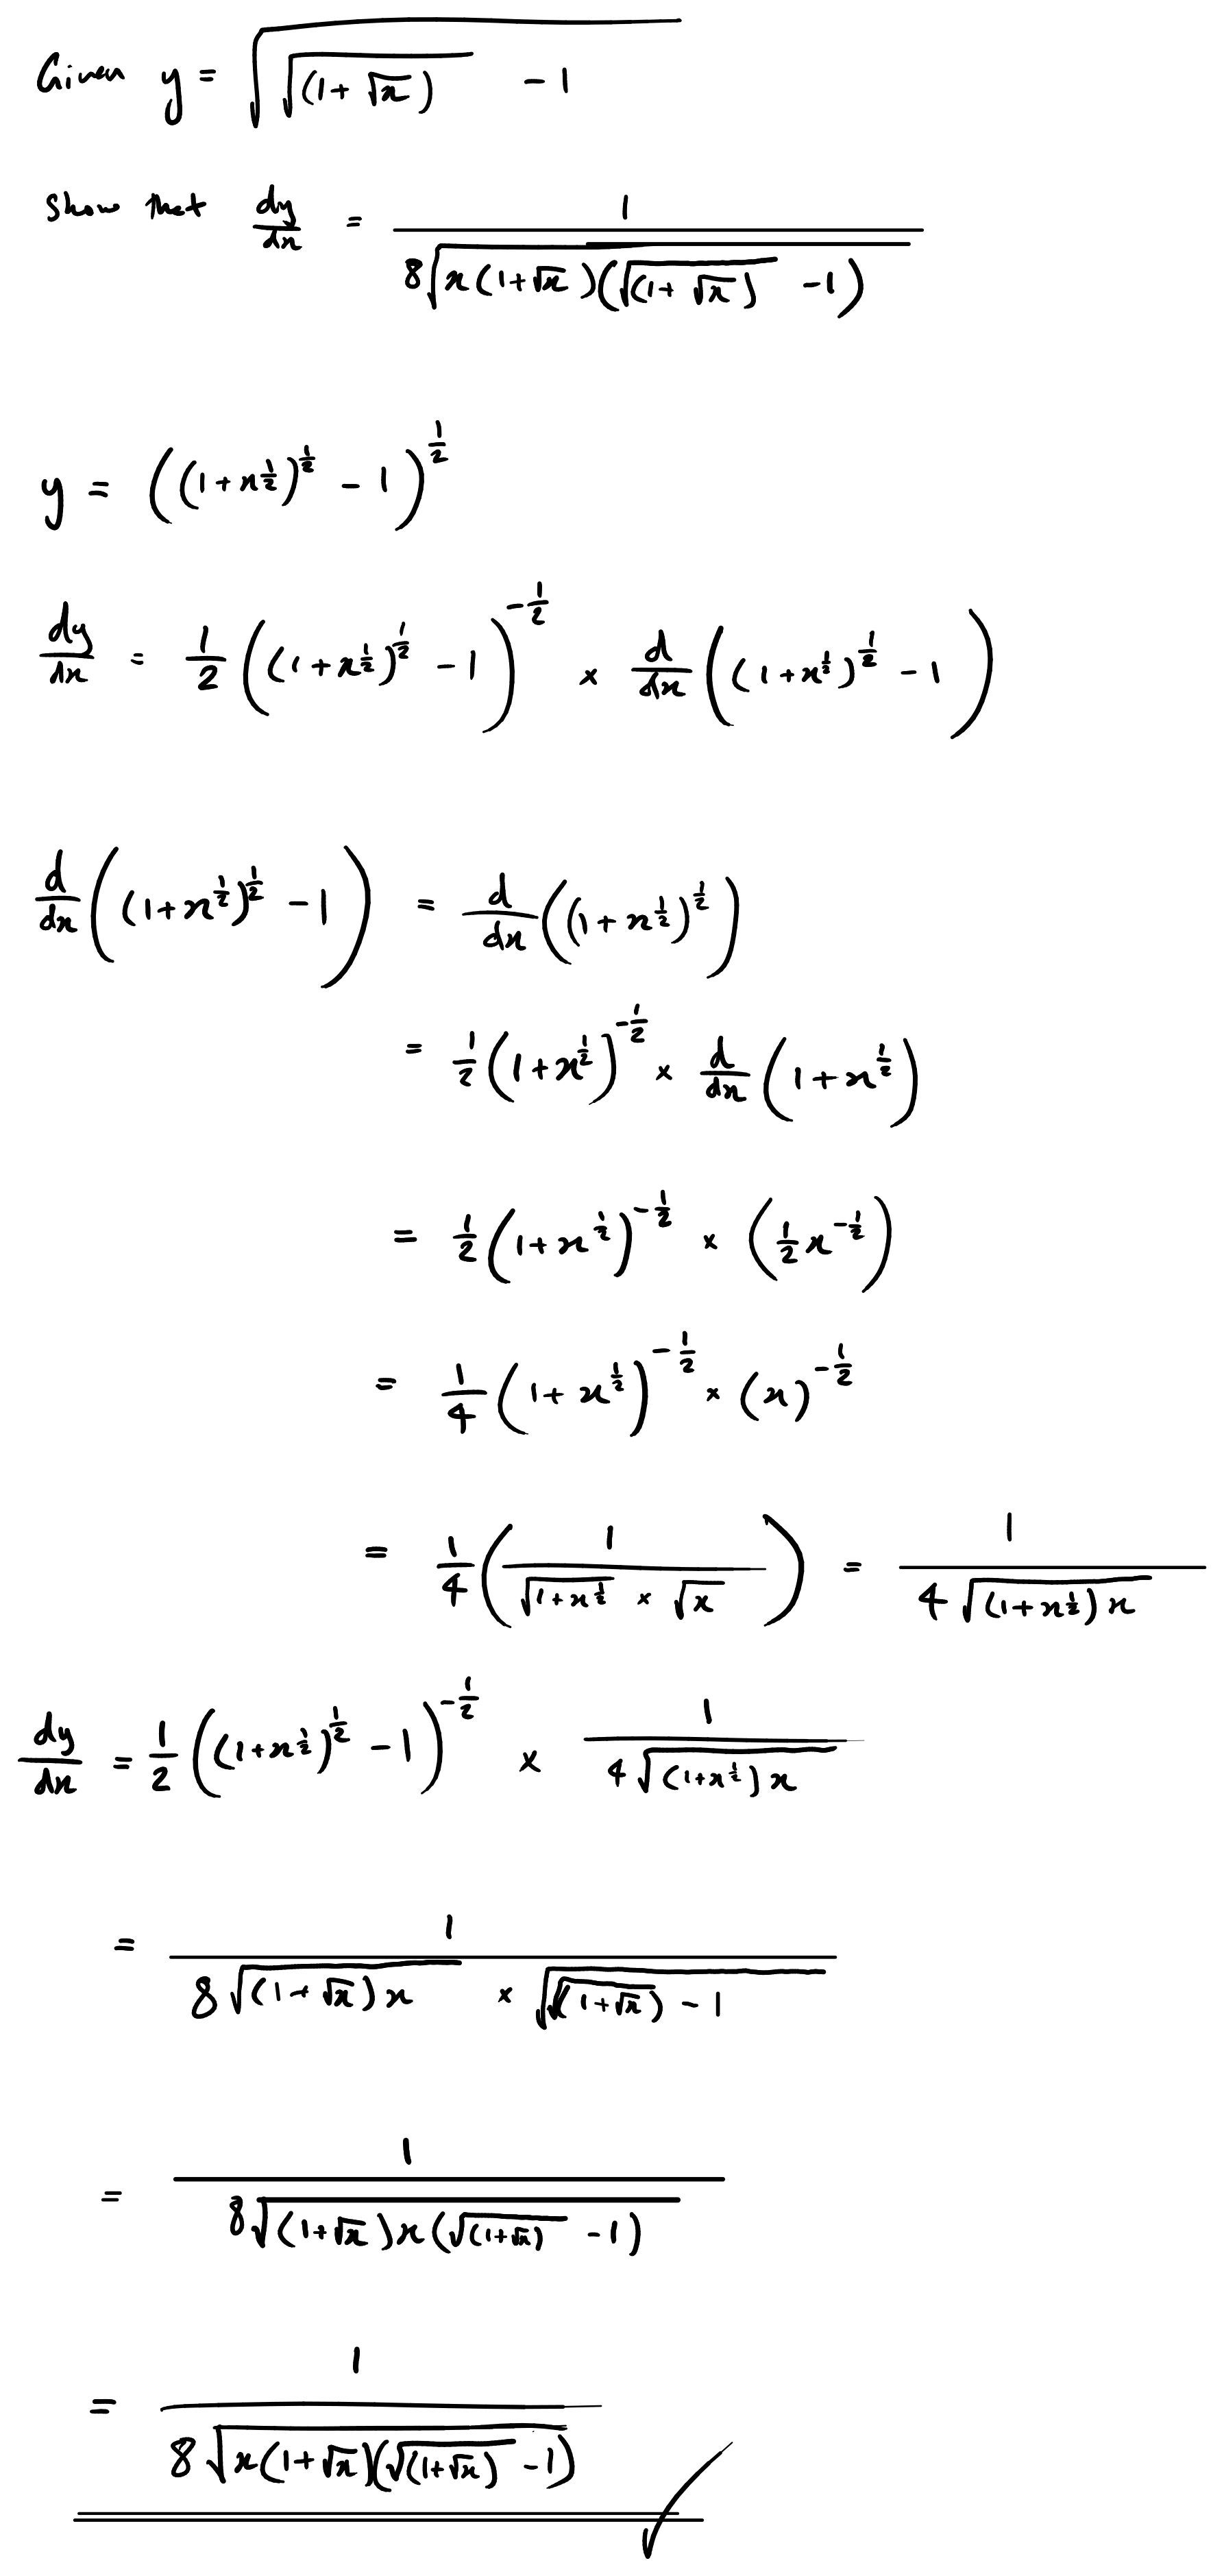 Given y = √(√(1+√x) - 1)
Show that dy/dx = 1/(8√(x(1+√x)(√(1+√x) - 1)))
y = ((1+x^(1/2))^(1/2) - 1)^(1/2)
dy/dx = 1/2((1+x^(1/2))^(1/2) - 1)^(-1/2) × d/dx((1+x^(1/2))^(1/2) - 1)
d/dx((1+x^(1/2))^(1/2) - 1) = d/dx((1+x^(1/2))^(1/2))
= 1/2(1+x^(1/2))^(-1/2) × d/dx(1+x^(1/2))
= 1/2(1+x^(1/2))^(-1/2) × (1/2 x^(-1/2))
= 1/4(1+x^(1/2))^(-1/2) × (x)^(-1/2)
= 1/4(1/(√(1+x^(1/2)) × √x)) = 1/(4√((1+x^(1/2))x))
dy/dx = 1/2((1+x^(1/2))^(1/2) - 1)^(-1/2) × 1/(4√((1+x^(1/2))x))
= 1/(8√((1+√x)x) × √(√(1+√x) - 1))
= 1/(8√((1+√x)x(√(1+√x) - 1)))
= 1/(8√(x(1+√x)(√(1+√x) - 1))) ✓